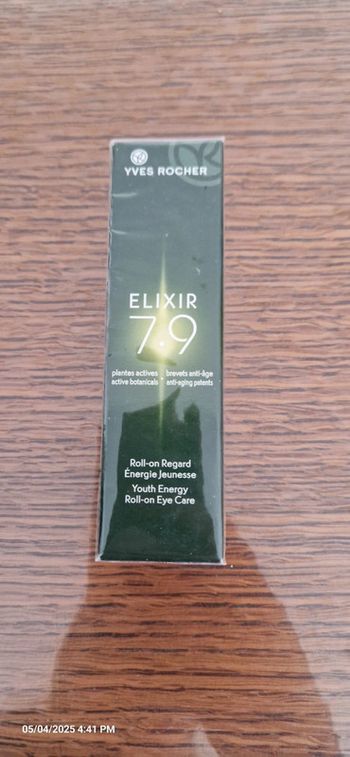 YVES ROCHER
ELIXIR
7.9
plantes actives brevets anti-âge
active botanicals anti-aging patents
Roll-on Regard
Énergie Jeunesse
Youth Energy
Roll-on Eye Care
05/04/2025 4:41 PM